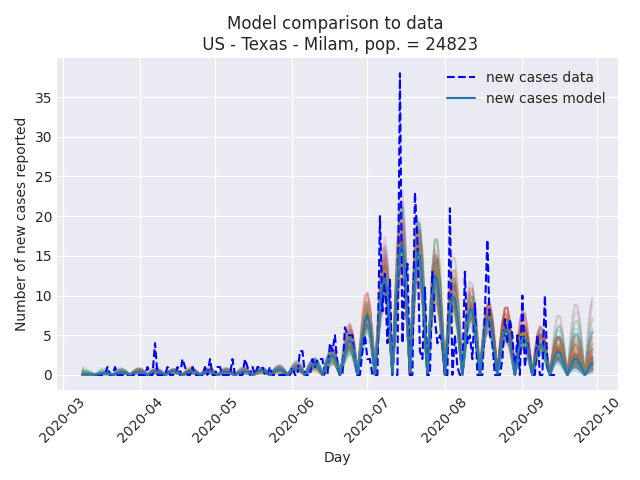 Model comparison to data
US - Texas - Milam, pop. = 24823
new cases data
new cases model
Number of new cases reported
35
30
25
20
15
10
5
0
2020-03
2020-04
2020-05
2020-06
2020-07
2020-08
2020-09
2020-10
Day